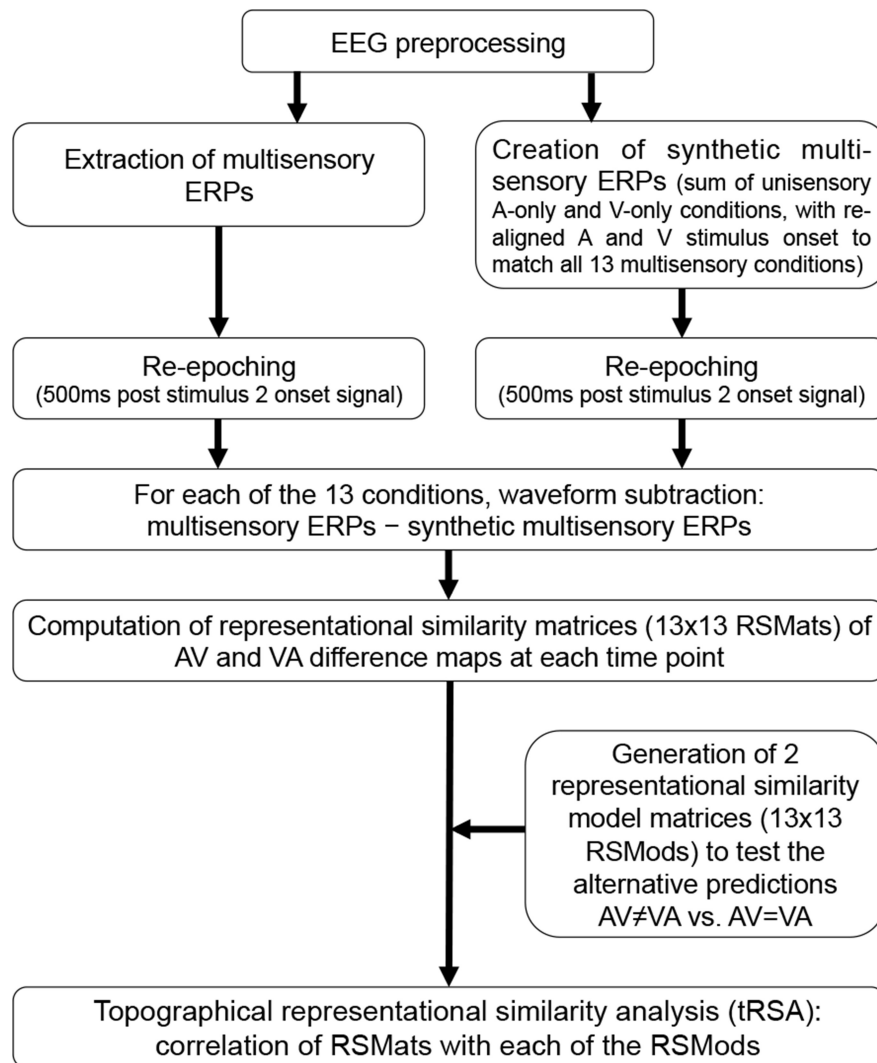 EEG preprocessing
Extraction of multisensory
ERPs
Creation of synthetic multi-
sensory ERPs (sum of unisensory
A-only and V-only conditions, with re-
aligned A and V stimulus onset to
match all 13 multisensory conditions)
Re-epoching
(500ms post stimulus 2 onset signal)
Re-epoching
(500ms post stimulus 2 onset signal)
For each of the 13 conditions, waveform subtraction:
multisensory ERPs − synthetic multisensory ERPs
Computation of representational similarity matrices (13x13 RSMats) of
AV and VA difference maps at each time point
Generation of 2
representational similarity
model matrices (13x13
RSMods) to test the
alternative predictions
AV≠VA vs. AV=VA
Topographical representational similarity analysis (tRSA):
correlation of RSMats with each of the RSMods